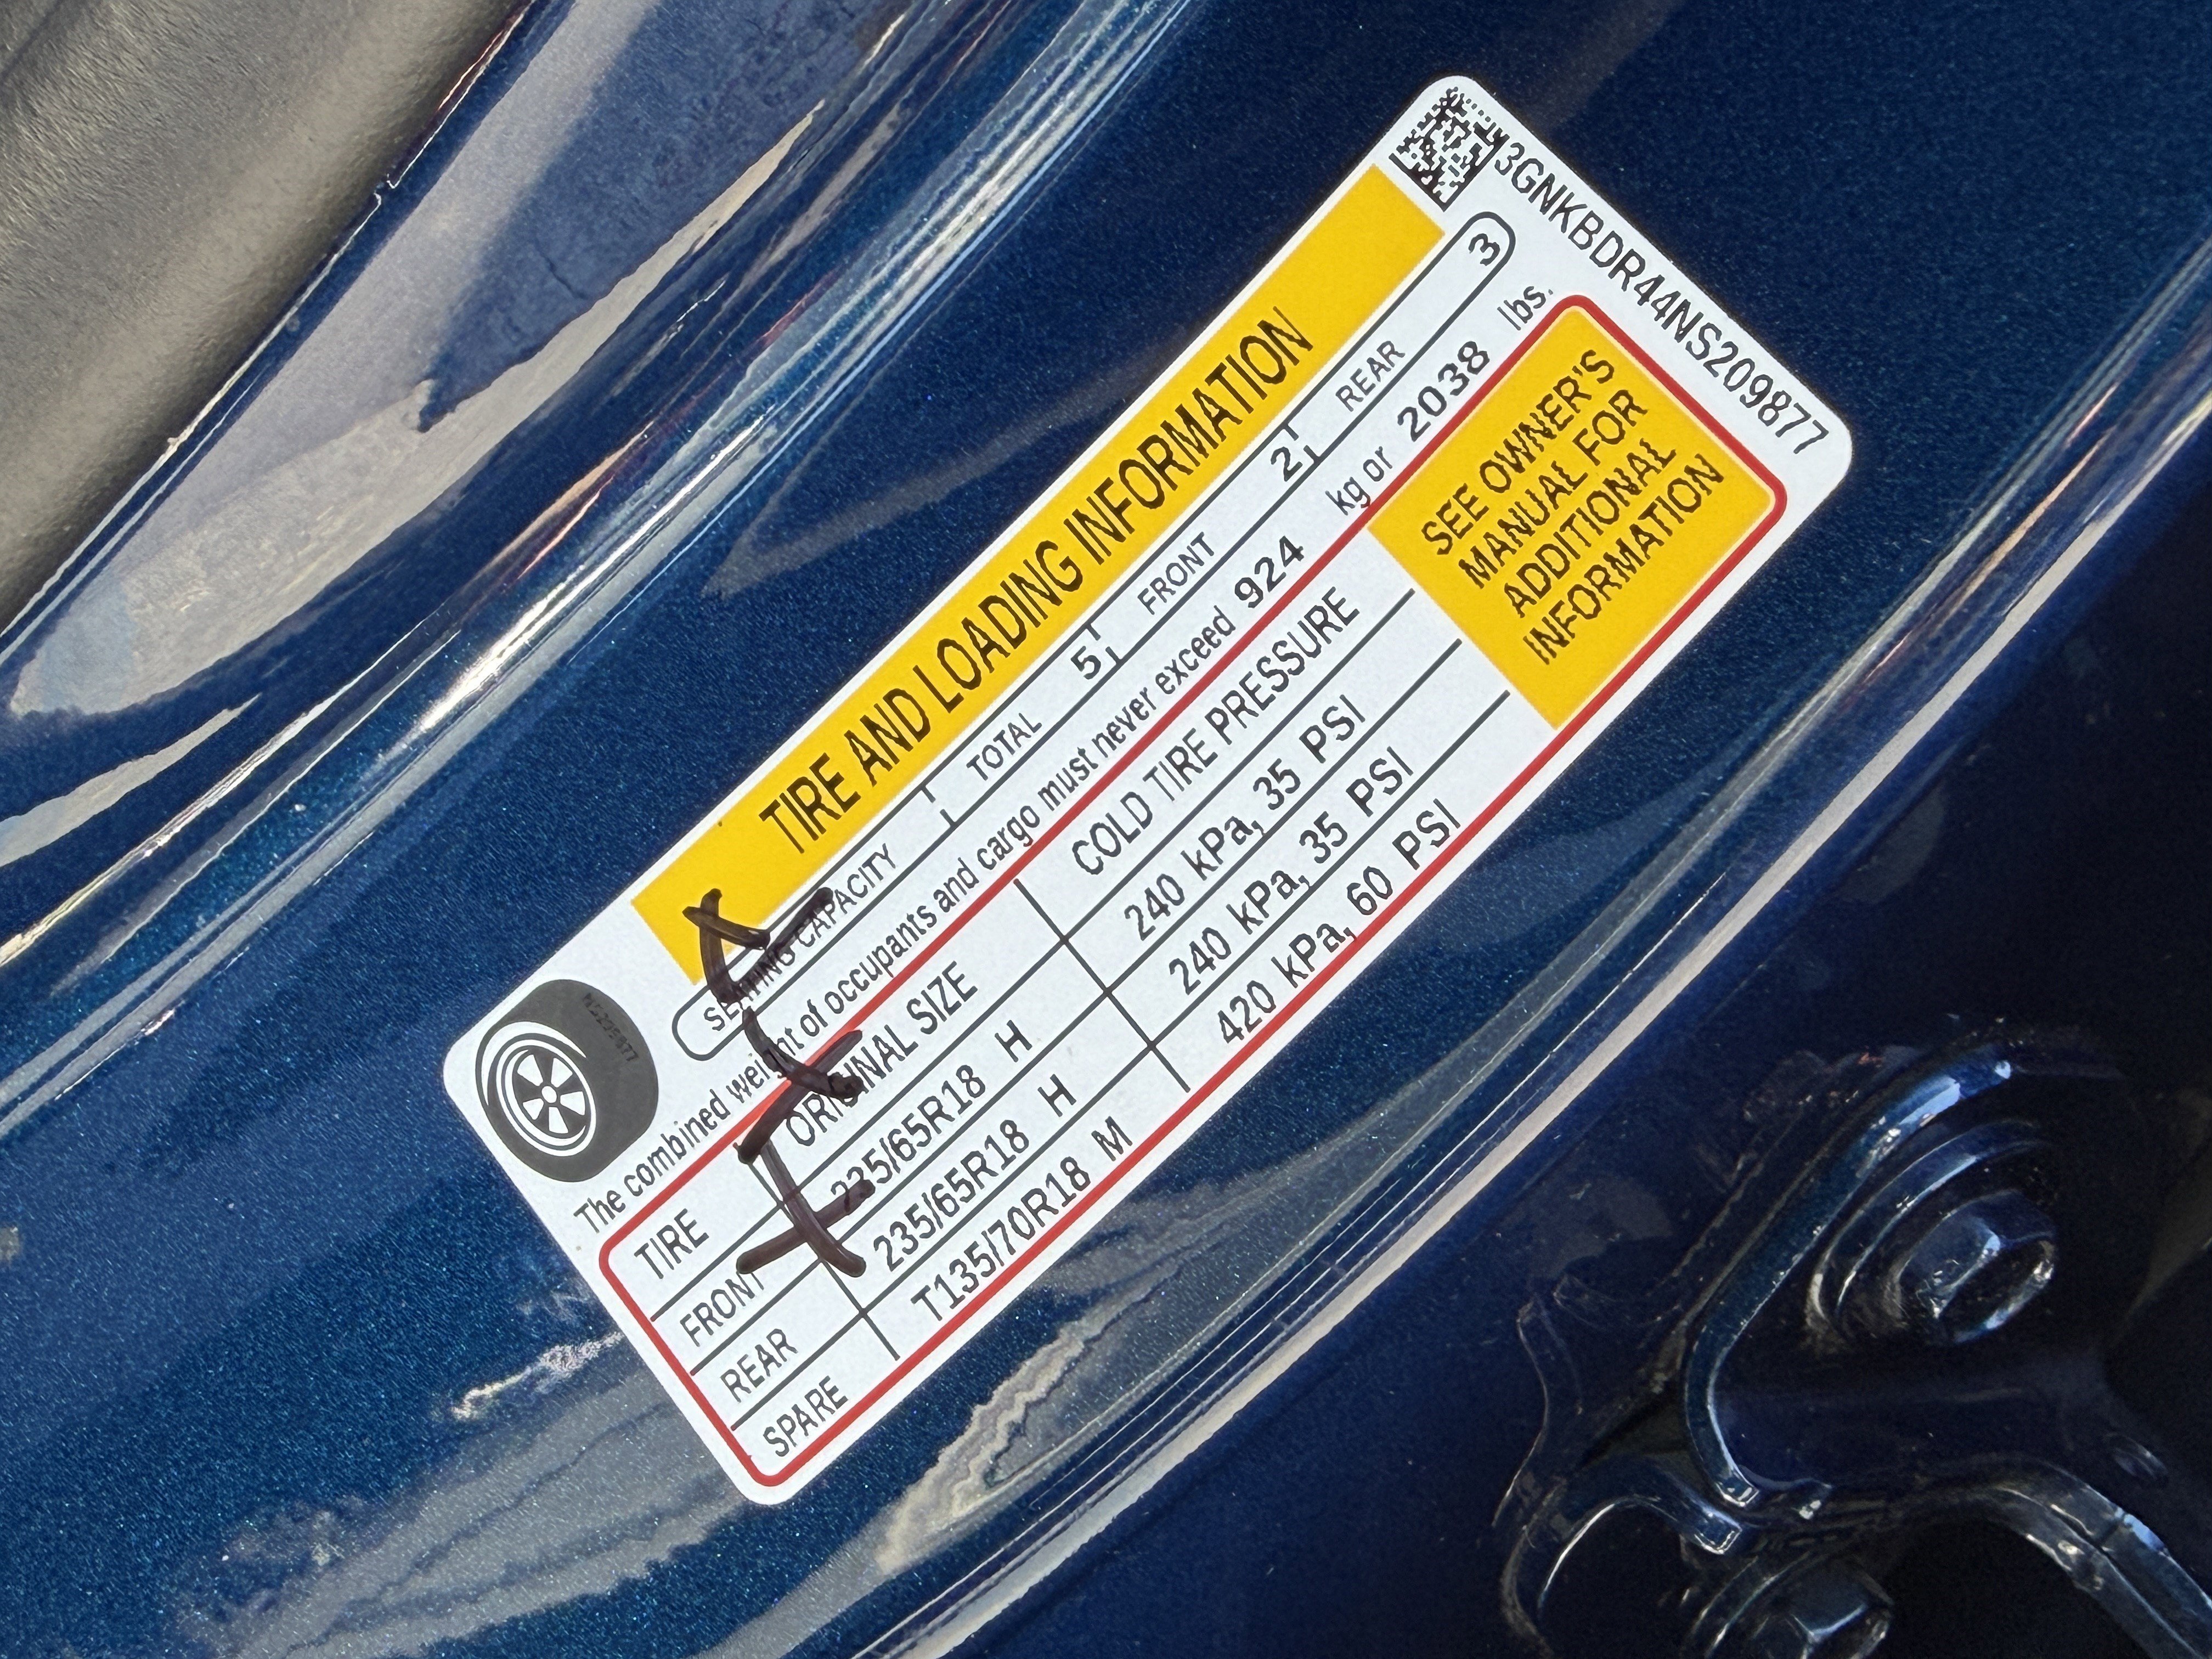 TIRE AND LOADING INFORMATION
SEATING CAPACITY TOTAL 5 FRONT 2 REAR 3
The combined weight of occupants and cargo must never exceed 924 kg or 2038 lbs.
TIRE ORIGINAL SIZE COLD TIRE PRESSURE
FRONT 235/65R18 H 240 kPa, 35 PSI
REAR 235/65R18 H 240 kPa, 35 PSI
SPARE T135/70R18 M 420 kPa, 60 PSI
SEE OWNER'S
MANUAL FOR
ADDITIONAL
INFORMATION
3GNKBDR44NS209877
NS209877